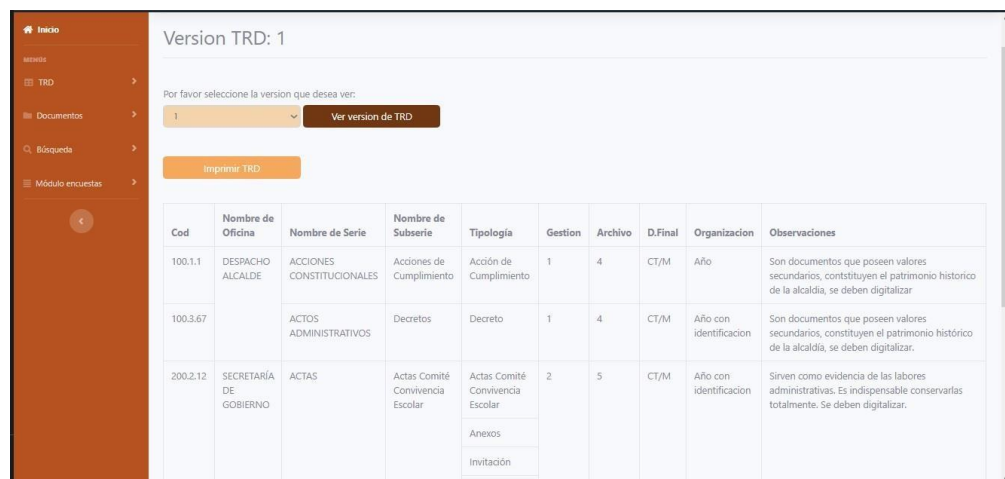 Inicio
MENÚS
TRD
Documentos
Búsqueda
Módulo encuestas
Version TRD: 1
Por favor seleccione la version que desea ver:
1
Ver version de TRD
Imprimir TRD
Cod
Nombre de
Oficina
Nombre de Serie
Nombre de
Subserie
Tipología
Gestion
Archivo
D.Final
Organizacion
Observaciones
100.1.1
DESPACHO
ALCALDE
ACCIONES
CONSTITUCIONALES
Acciones de
Cumplimiento
Acción de
Cumplimiento
1
4
CT/M
Año
Son documentos que poseen valores
secundarios, contstituyen el patrimonio historico
de la alcaldia, se deben digitalizar
100.3.67
ACTOS
ADMINISTRATIVOS
Decretos
Decreto
1
4
CT/M
Año con
identificacion
Son documentos que poseen valores
secundarios, constituyen el patrimonio histórico
de la alcaldía, se deben digitalizar.
200.2.12
SECRETARÍA
DE
GOBIERNO
ACTAS
Actas Comité
Convivencia
Escolar
Actas Comité
Convivencia
Escolar
2
5
CT/M
Año con
identificacion
Sirven como evidencia de las labores
administrativas. Es indispensable conservarlas
totalmente. Se deben digitalizar.
Anexos
Invitación